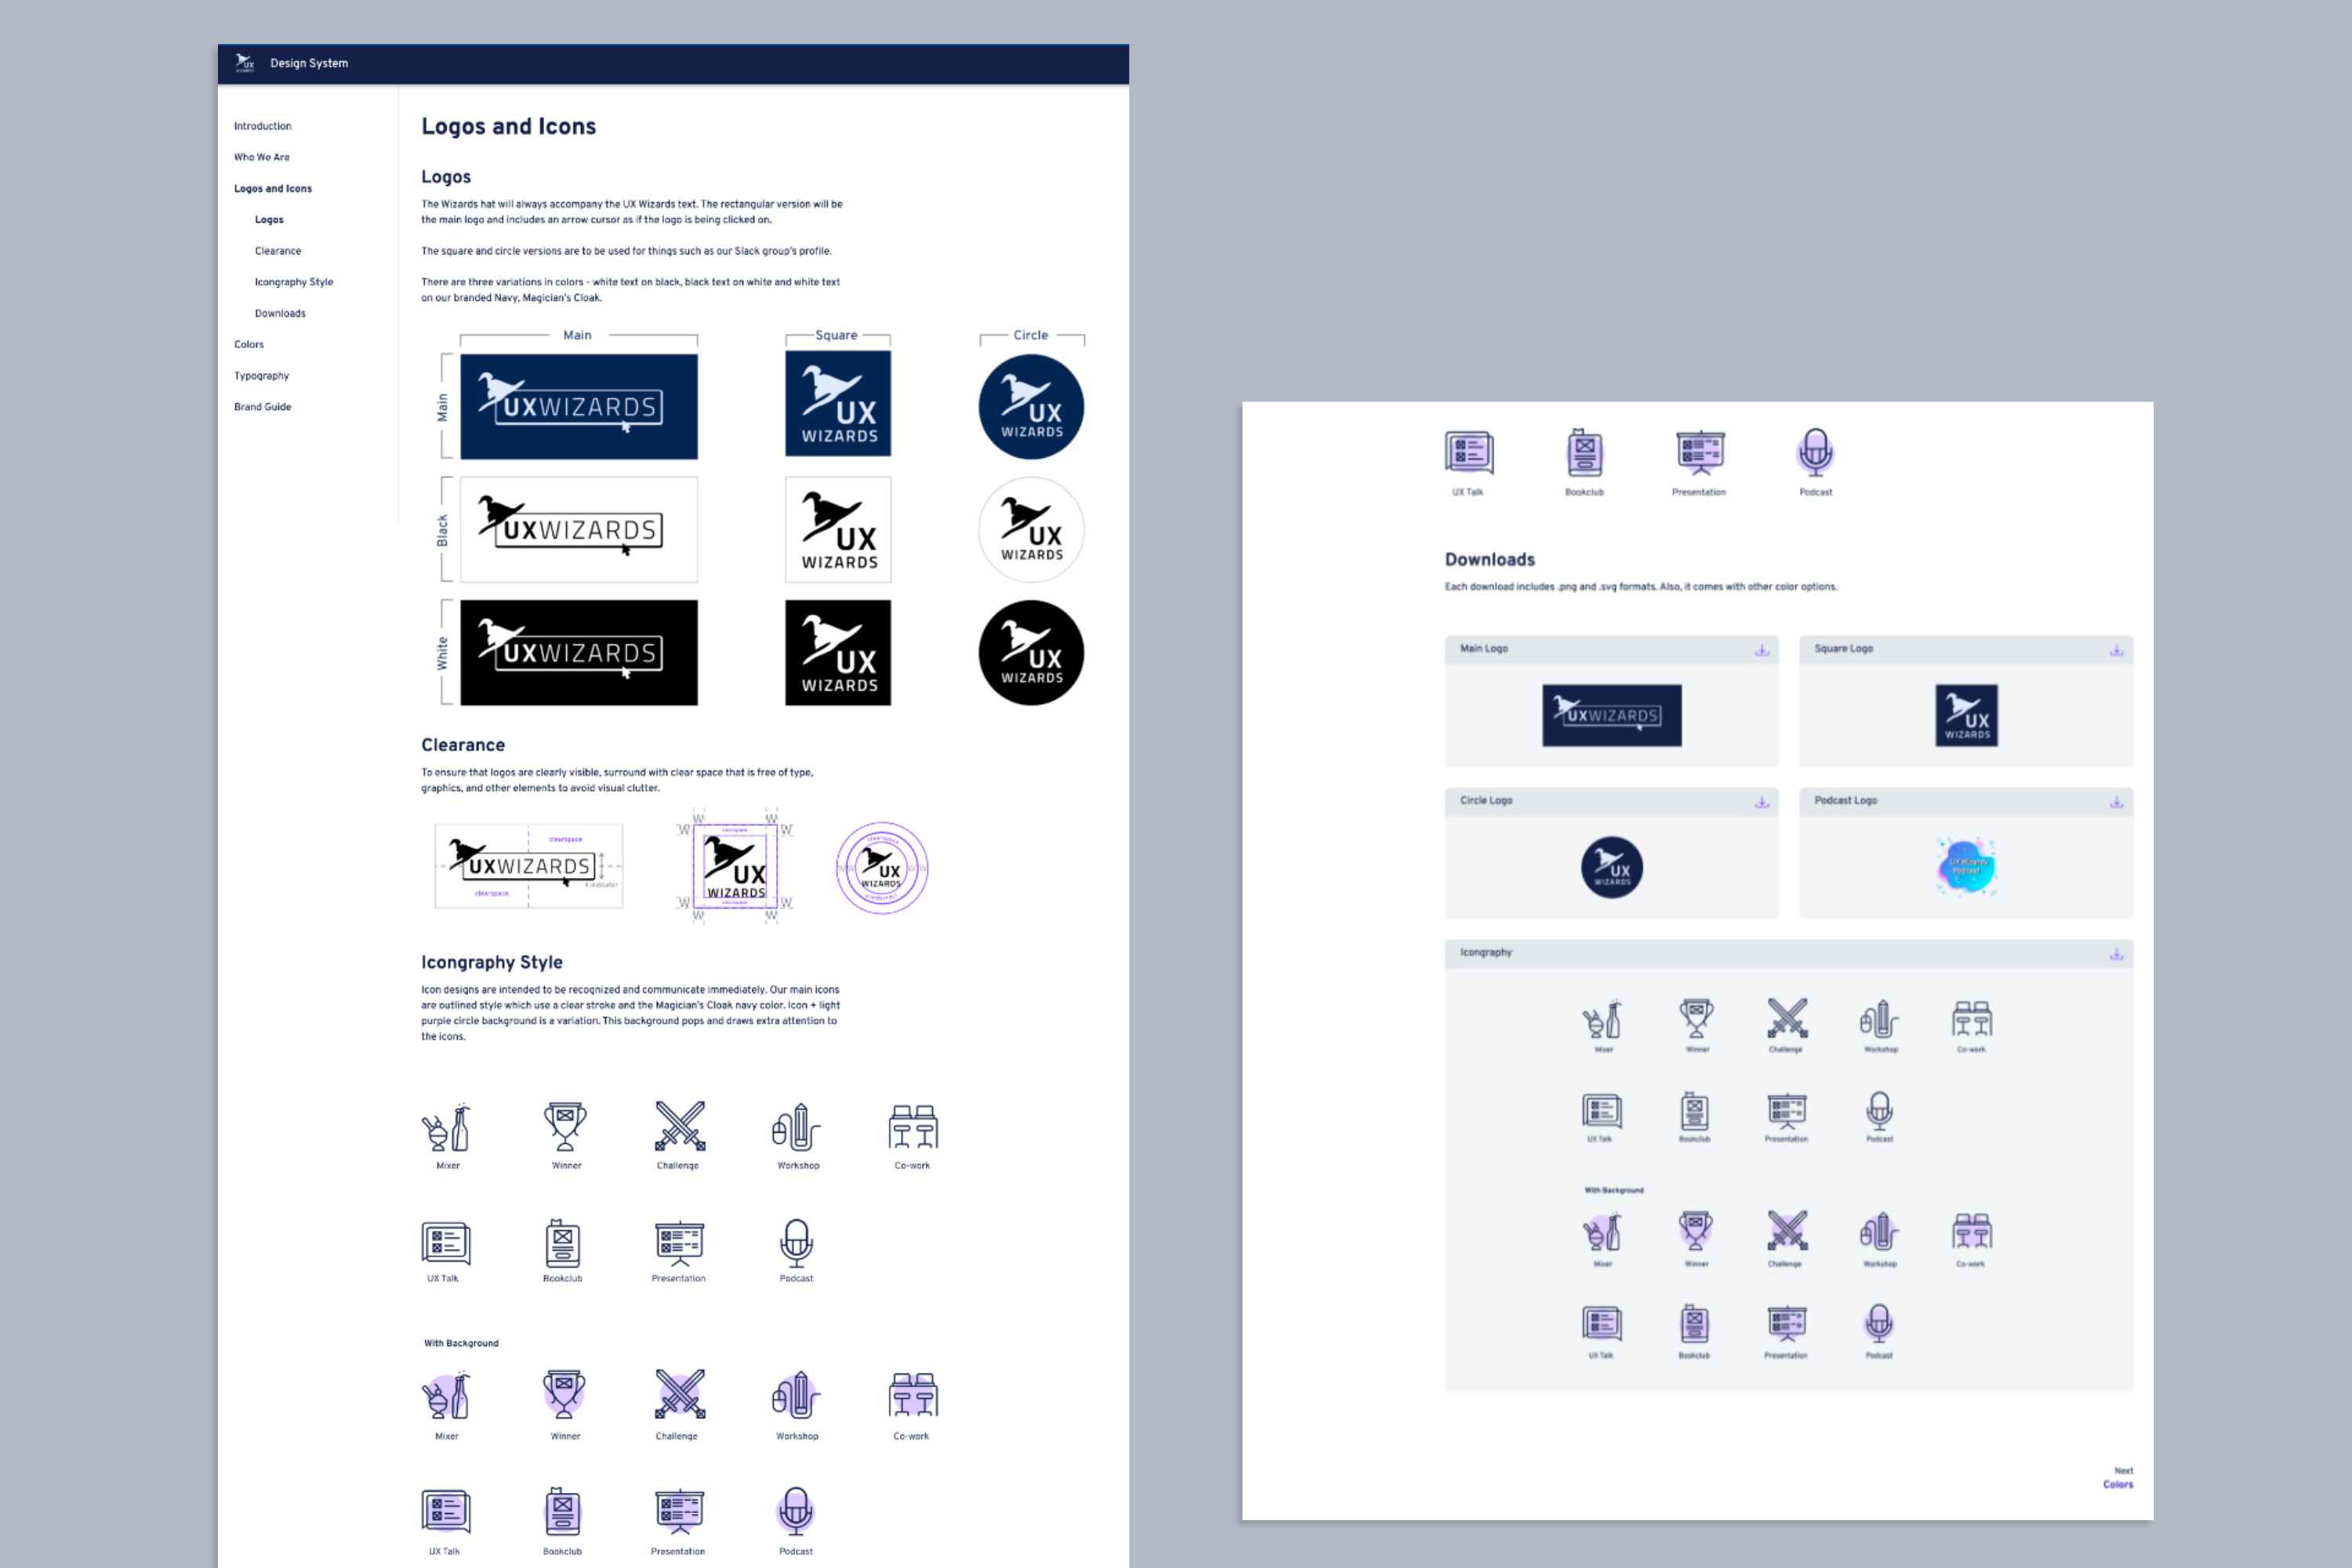 UX
WIZARDS
Design System
Introduction
Who We Are
Logos and Icons
Logos
Clearance
Icongraphy Style
Downloads
Colors
Typography
Brand Guide
Logos and Icons
Logos
The Wizards hat will always accompany the UX Wizards text. The rectangular version will be
the main logo and includes an arrow cursor as if the logo is being clicked on.
The square and circle versions are to be used for things such as our Slack group's profile.
There are three variations in colors - white text on black, black text on white and white text
on our branded Navy, Magician's Cloak.
Main
Square
Circle
Main
UXWIZARDS
UX
WIZARDS
UX
WIZARDS
Black
UXWIZARDS
UX
WIZARDS
UX
WIZARDS
White
UXWIZARDS
UX
WIZARDS
UX
WIZARDS
Clearance
To ensure that logos are clearly visible, surround with clear space that is free of type,
graphics, and other elements to avoid visual clutter.
clearspace
UXWIZARDS
X indicator
clearspace
W W
W clearspace W
UX
WIZARDS
W clearspace W
W W
clearspace
W W UX W W
WIZARDS
clearspace
Icongraphy Style
Icon designs are intended to be recognized and communicate immediately. Our main icons
are outlined style which use a clear stroke and the Magician's Cloak navy color. Icon + light
purple circle background is a variation. This background pops and draws extra attention to
the icons.
Mixer Winner Challenge Workshop Co-work
UX Talk Bookclub Presentation Podcast
With Background
Mixer Winner Challenge Workshop Co-work
UX Talk Bookclub Presentation Podcast
UX Talk Bookclub Presentation Podcast
Downloads
Each download includes .png and .svg formats. Also, it comes with other color options.
Main Logo
UXWIZARDS
Square Logo
UX
WIZARDS
Circle Logo
UX
WIZARDS
Podcast Logo
UX Wizards
Podcast
Icongraphy
Mixer Winner Challenge Workshop Co-work
UX Talk Bookclub Presentation Podcast
With Background
Mixer Winner Challenge Workshop Co-work
UX Talk Bookclub Presentation Podcast
Next
Colors